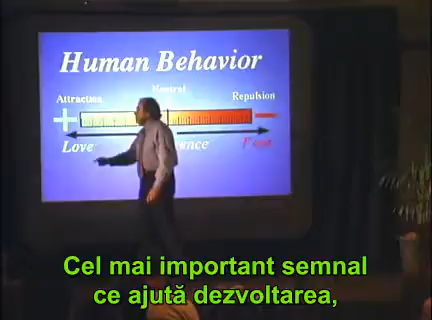 Human Behavior
Neutral
Attraction
Repulsion
Love
Fear
Cel mai important semnal
ce ajută dezvoltarea,